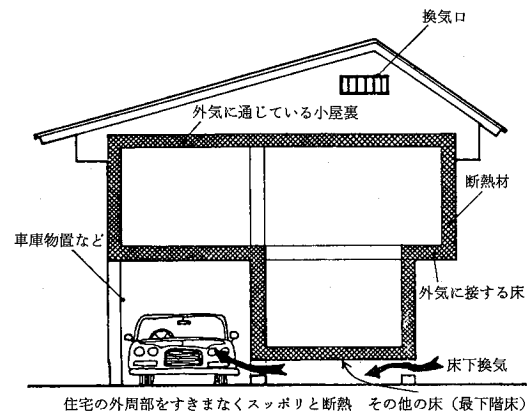 換気口
外気に通じている小屋裏
断熱材
車庫物置など
外気に接する床
床下換気
住宅の外周部をすきまなくスッポリと断熱 その他の床（最下階床）